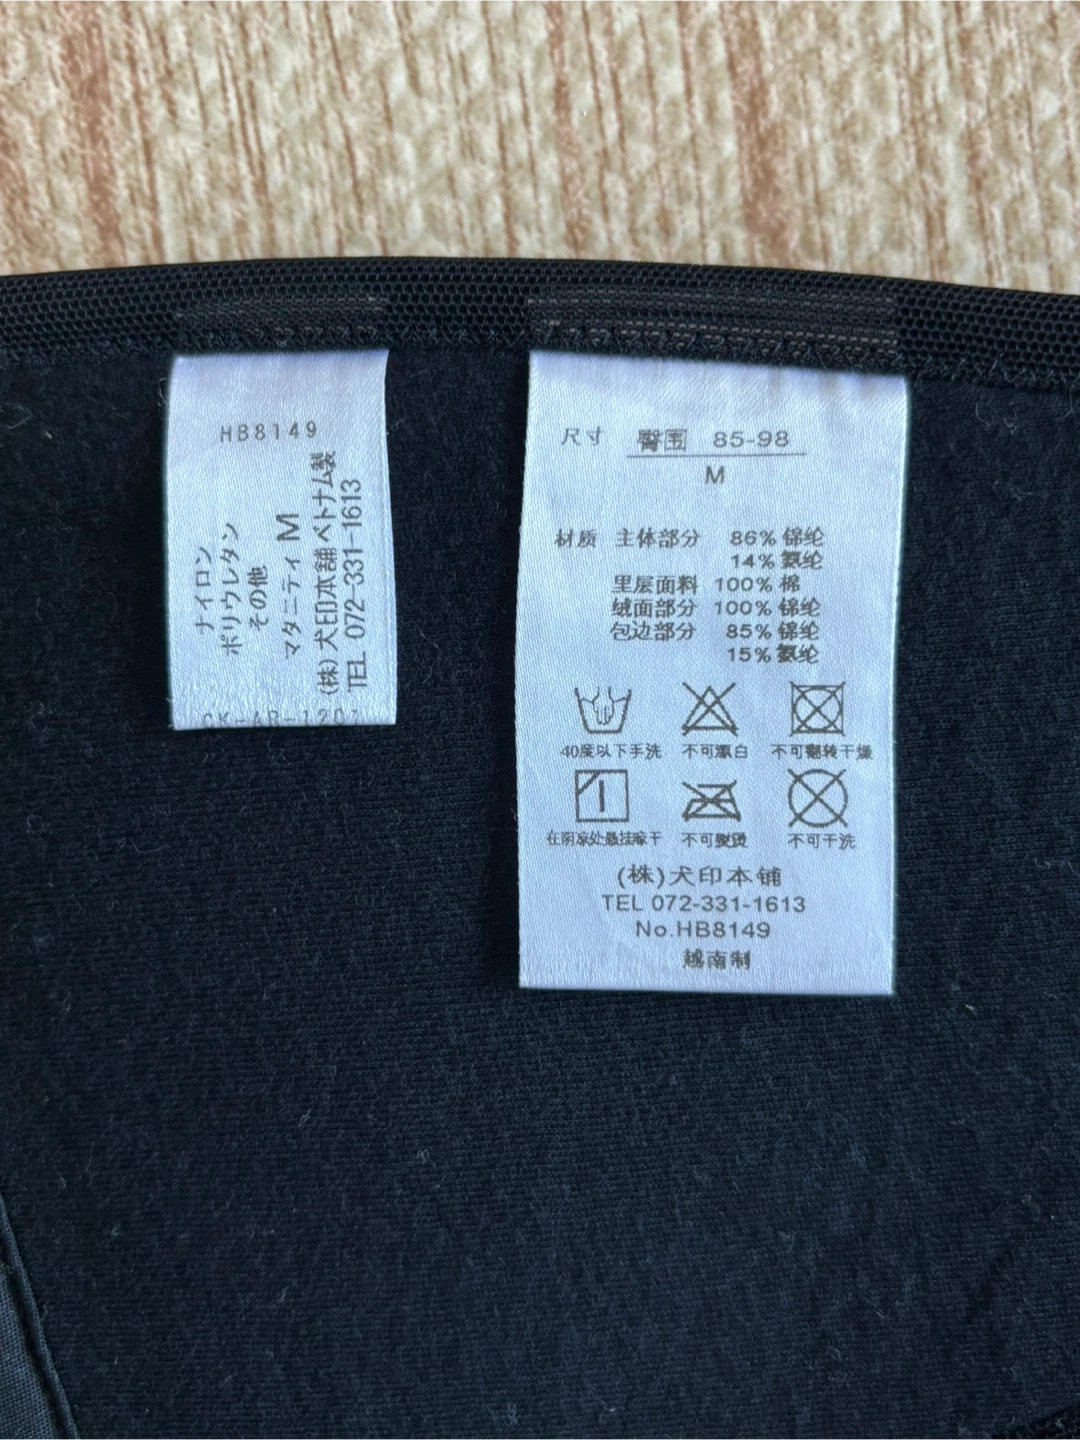 HB8149
ナイロン
ポリウレタン
その他
マタニティ M
(株)犬印本舗 ベトナム製
TEL 072-331-1613
尺寸 臀围 85-98
M
材质 主体部分 86% 锦纶
14% 氨纶
里层面料 100% 棉
绒面部分 100% 锦纶
包边部分 85% 锦纶
15% 氨纶
40度以下手洗 不可漂白 不可翻转干燥
在阴凉处悬挂晾干 不可熨烫 不可干洗
(株)犬印本铺
TEL 072-331-1613
No.HB8149
越南制